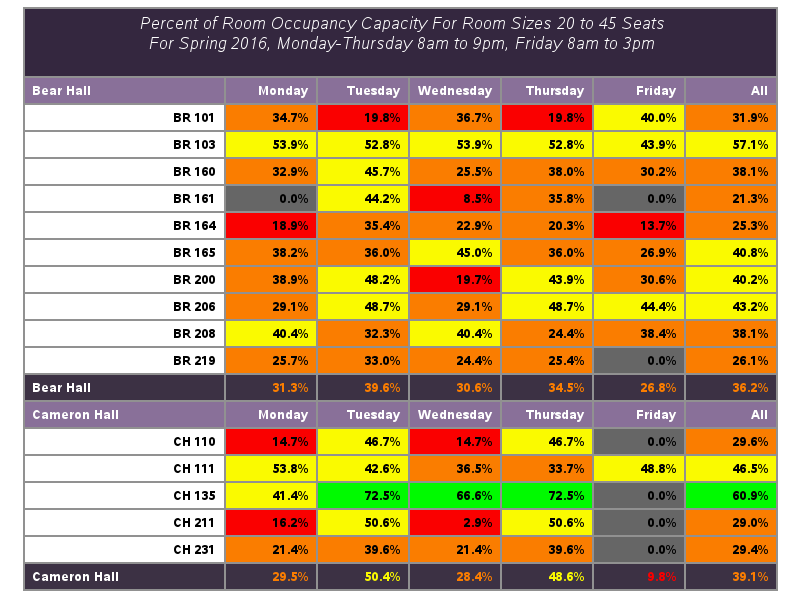 Percent of Room Occupancy Capacity For Room Sizes 20 to 45 Seats
For Spring 2016, Monday-Thursday 8am to 9pm, Friday 8am to 3pm
Bear Hall Monday Tuesday Wednesday Thursday Friday All
BR 101 34.7% 19.8% 36.7% 19.8% 40.0% 31.9%
BR 103 53.9% 52.8% 53.9% 52.8% 43.9% 57.1%
BR 160 32.9% 45.7% 25.5% 38.0% 30.2% 38.1%
BR 161 0.0% 44.2% 8.5% 35.8% 0.0% 21.3%
BR 164 18.9% 35.4% 22.9% 20.3% 13.7% 25.3%
BR 165 38.2% 36.0% 45.0% 36.0% 26.9% 40.8%
BR 200 38.9% 48.2% 19.7% 43.9% 30.6% 40.2%
BR 206 29.1% 48.7% 29.1% 48.7% 44.4% 43.2%
BR 208 40.4% 32.3% 40.4% 24.4% 38.4% 38.1%
BR 219 25.7% 33.0% 24.4% 25.4% 0.0% 26.1%
Bear Hall 31.3% 39.6% 30.6% 34.5% 26.8% 36.2%
Cameron Hall Monday Tuesday Wednesday Thursday Friday All
CH 110 14.7% 46.7% 14.7% 46.7% 0.0% 29.6%
CH 111 53.8% 42.6% 36.5% 33.7% 48.8% 46.5%
CH 135 41.4% 72.5% 66.6% 72.5% 0.0% 60.9%
CH 211 16.2% 50.6% 2.9% 50.6% 0.0% 29.0%
CH 231 21.4% 39.6% 21.4% 39.6% 0.0% 29.4%
Cameron Hall 29.5% 50.4% 28.4% 48.6% 9.8% 39.1%